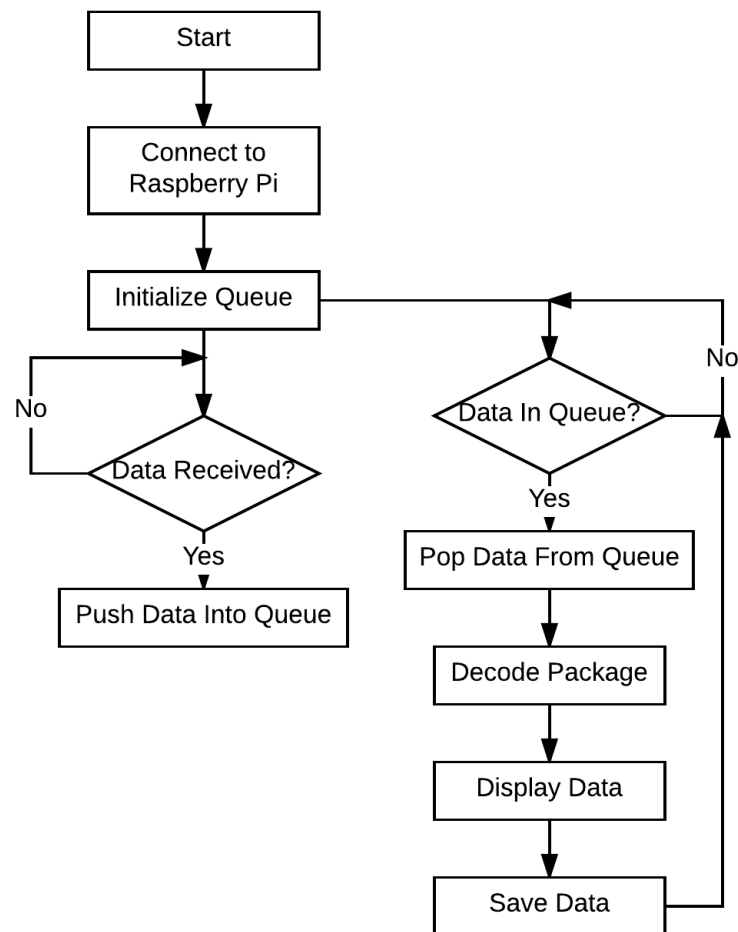 Start
Connect to
Raspberry Pi
Initialize Queue
No
Data Received?
Yes
Push Data Into Queue
No
Data In Queue?
Yes
Pop Data From Queue
Decode Package
Display Data
Save Data